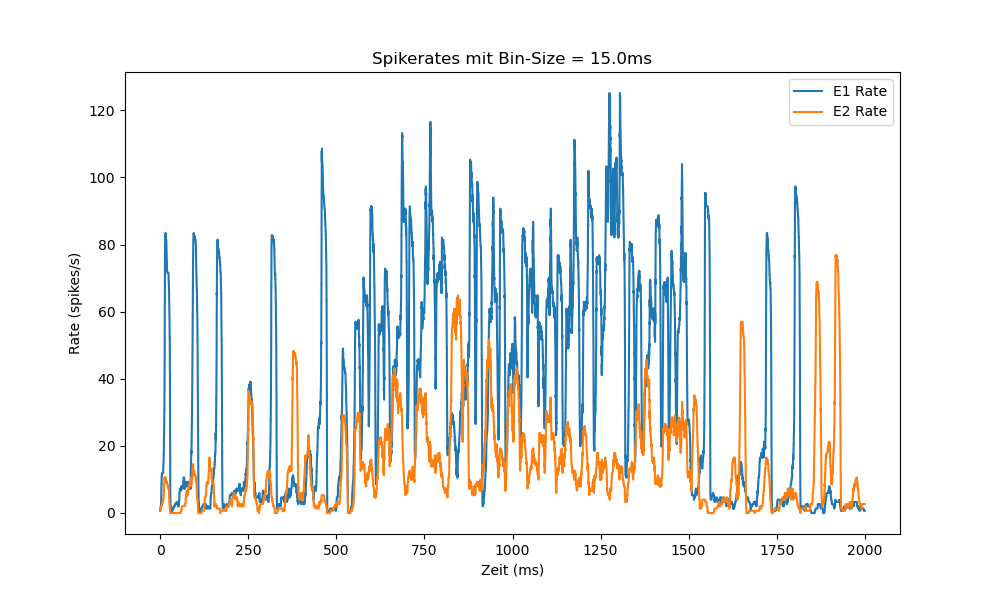 Spikerates mit Bin-Size = 15.0ms
E1 Rate
E2 Rate
120
100
80
60
40
20
0
Rate (spikes/s)
0 250 500 750 1000 1250 1500 1750 2000
Zeit (ms)